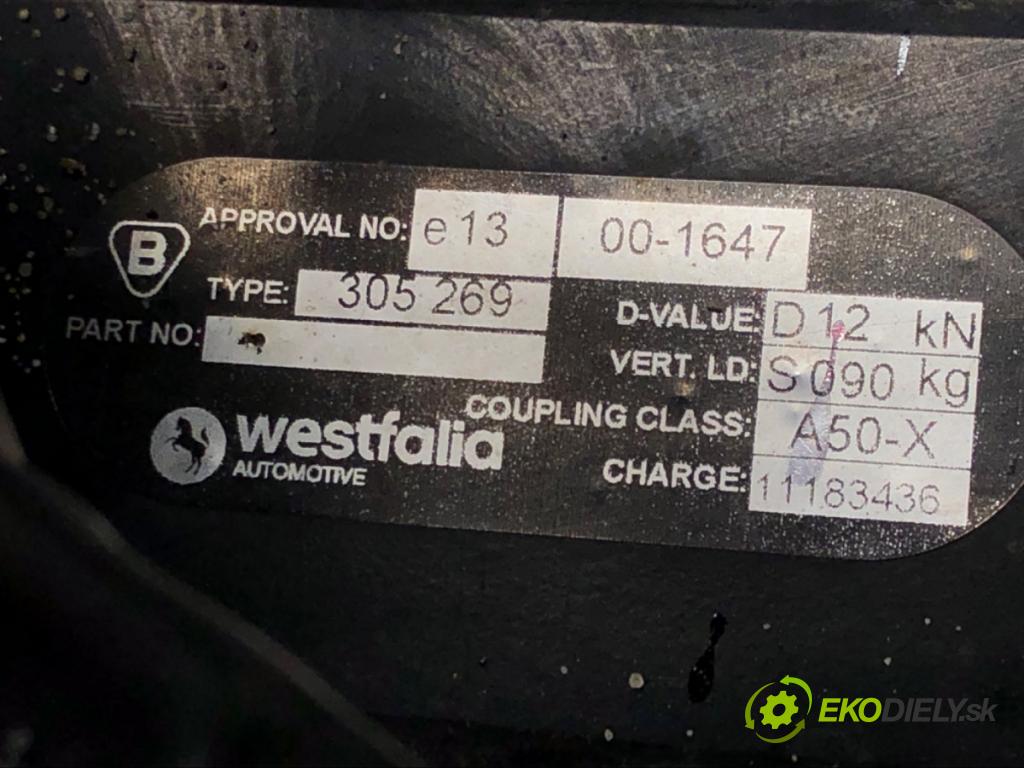 B
APPROVAL NO: e13 00-1647
TYPE: 305 269
PART NO:
D-VALUE: D12 kN
VERT. LD: S 090 kg
COUPLING CLASS: A50-X
CHARGE: 11183436
westfalia
AUTOMOTIVE
EKODIELY.sk